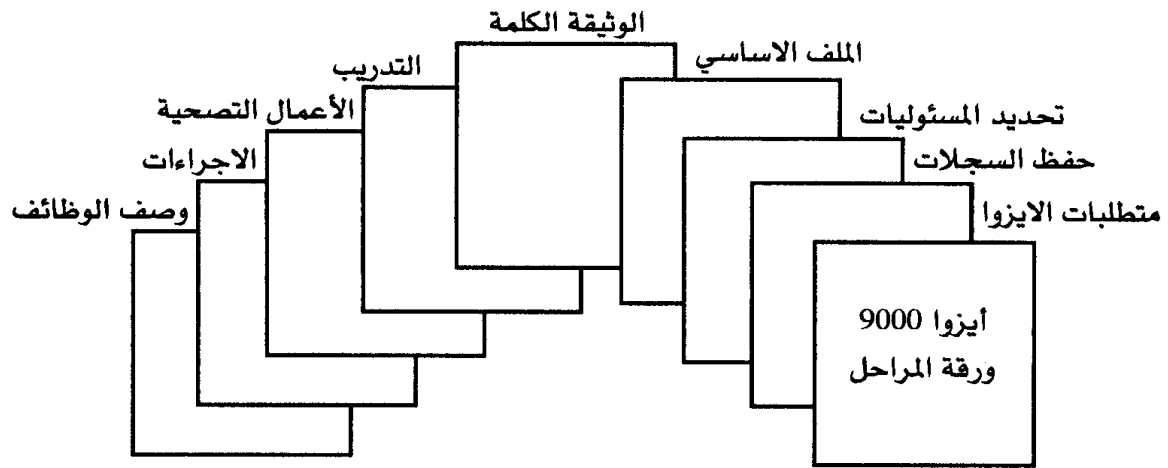 الوثيقة الكلمة
الملف الاساسي
التدريب
تحديد المسئوليات
الأعمال التصحية
حفظ السجلات
الاجراءات
متطلبات الايزوا
وصف الوظائف
أيزوا 9000
ورقة المراحل